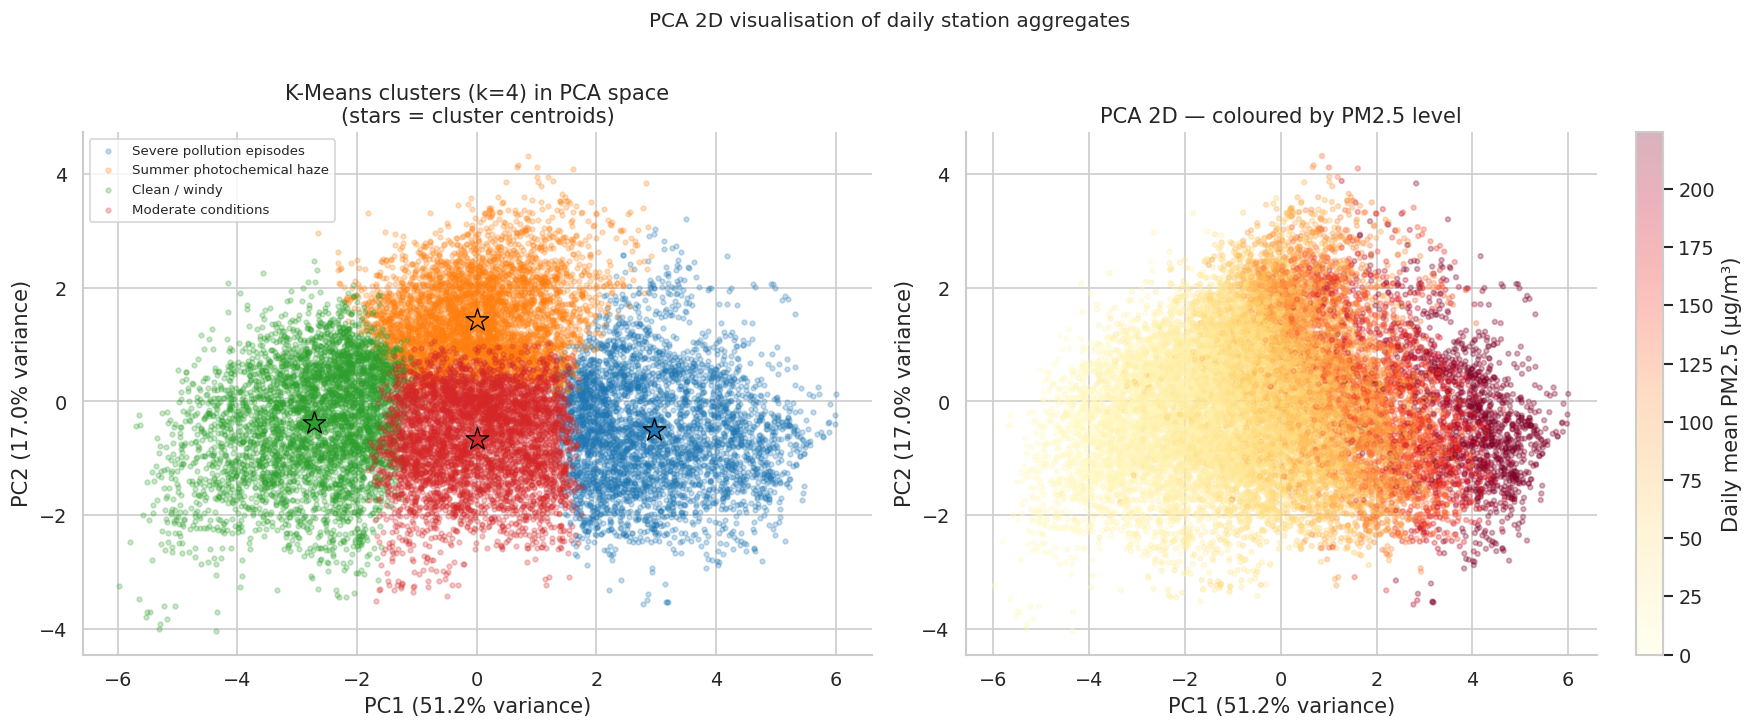 PCA 2D visualisation of daily station aggregates
K-Means clusters (k=4) in PCA space
(stars = cluster centroids)
Severe pollution episodes
Summer photochemical haze
Clean / windy
Moderate conditions
PC2 (17.0% variance)
4
2
0
−2
−4
−6
−4
−2
0
2
4
6
PC1 (51.2% variance)
PCA 2D — coloured by PM2.5 level
PC2 (17.0% variance)
4
2
0
−2
−4
−6
−4
−2
0
2
4
6
PC1 (51.2% variance)
200
175
150
125
100
75
50
25
0
Daily mean PM2.5 (μg/m³)